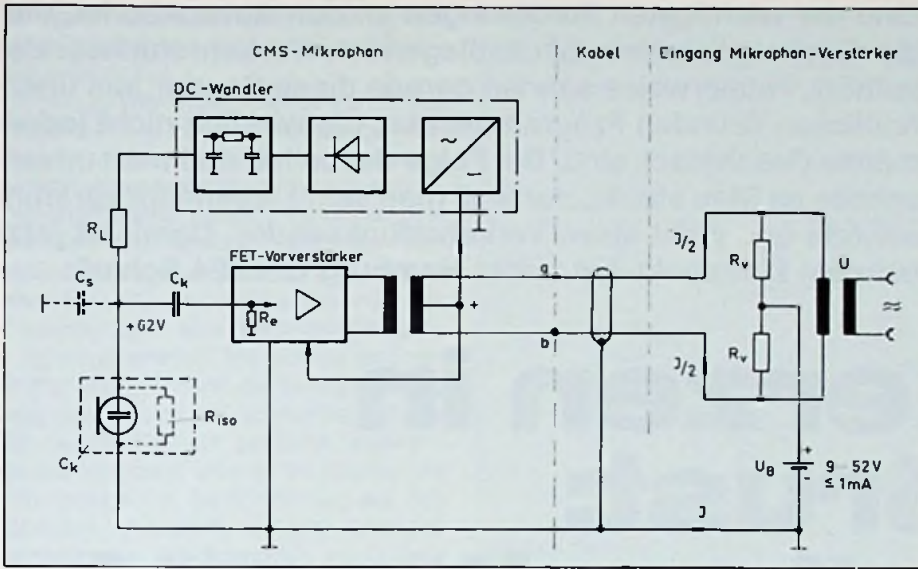 CMS-Mikrophon
Kabel
Eingang Mikrophon-Verstärker
DC-Wandler
R_L
FET-Vorverstärker
C_s
C_k
R_e
+62V
R_iso
C_k
+
a
b
J/2
J/2
R_v
R_v
Ü
≈
U_B
+
-
9-52V
≤ 1mA
J